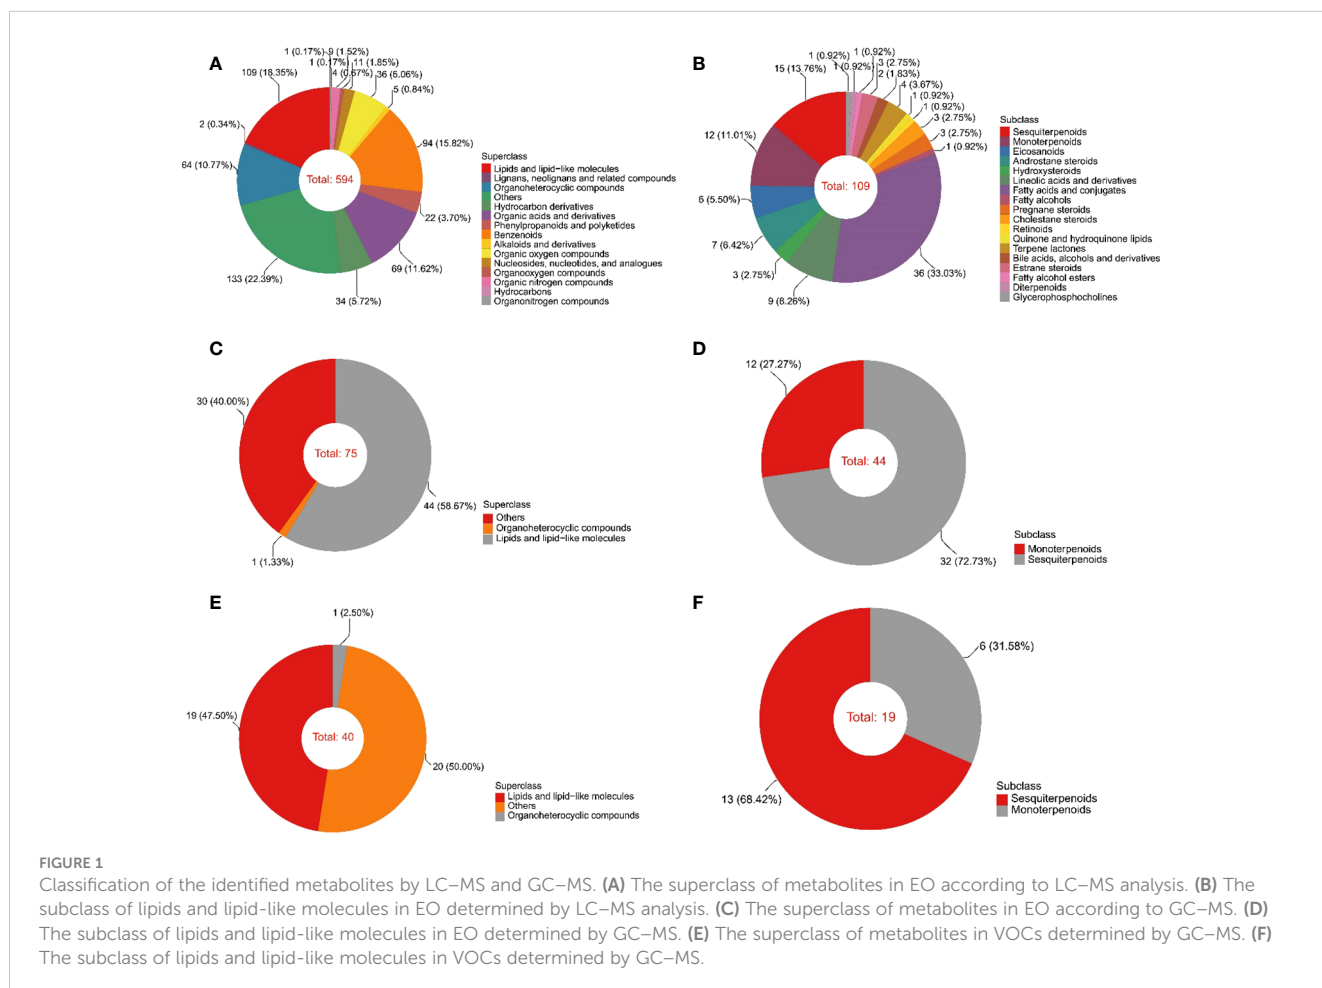 A
1 (0.17%)
9 (1.52%)
1 (0.17%)
11 (1.85%)
4 (0.67%)
36 (6.06%)
109 (18.35%)
5 (0.84%)
2 (0.34%)
94 (15.82%)
64 (10.77%)
Total: 594
22 (3.70%)
133 (22.39%)
69 (11.62%)
34 (5.72%)
Superclass
Lipids and lipid-like molecules
Lignans, neolignans and related compounds
Organoheterocyclic compounds
Others
Hydrocarbon derivatives
Organic acids and derivatives
Phenylpropanoids and polyketides
Benzenoids
Alkaloids and derivatives
Organic oxygen compounds
Nucleosides, nucleotides, and analogues
Organooxygen compounds
Organic nitrogen compounds
Hydrocarbons
Organonitrogen compounds
B
1 (0.92%)
1 (0.92%)
1 (0.92%)
1 (0.92%)
3 (2.75%)
2 (1.83%)
15 (13.76%)
4 (3.67%)
1 (0.92%)
1 (0.92%)
3 (2.75%)
12 (11.01%)
3 (2.75%)
1 (0.92%)
6 (5.50%)
Total: 109
7 (6.42%)
3 (2.75%)
36 (33.03%)
9 (8.26%)
Subclass
Sesquiterpenoids
Monoterpenoids
Eicosanoids
Androstane steroids
Hydroxysteroids
Lineolic acids and derivatives
Fatty acids and conjugates
Fatty alcohols
Pregnane steroids
Cholestane steroids
Retinoids
Quinone and hydroquinone lipids
Terpene lactones
Bile acids, alcohols and derivatives
Estrane steroids
Fatty alcohol esters
Diterpenoids
Glycerophosphocholines
C
30 (40.00%)
Total: 75
44 (58.67%)
1 (1.33%)
Superclass
Others
Organoheterocyclic compounds
Lipids and lipid-like molecules
D
12 (27.27%)
Total: 44
32 (72.73%)
Subclass
Monoterpenoids
Sesquiterpenoids
E
1 (2.50%)
19 (47.50%)
Total: 40
20 (50.00%)
Superclass
Lipids and lipid-like molecules
Others
Organoheterocyclic compounds
F
6 (31.58%)
Total: 19
13 (68.42%)
Subclass
Sesquiterpenoids
Monoterpenoids
FIGURE 1
Classification of the identified metabolites by LC–MS and GC–MS. (A) The superclass of metabolites in EO according to LC–MS analysis. (B) The
subclass of lipids and lipid-like molecules in EO determined by LC–MS analysis. (C) The superclass of metabolites in EO according to GC–MS. (D)
The subclass of lipids and lipid-like molecules in EO determined by GC–MS. (E) The superclass of metabolites in VOCs determined by GC–MS. (F)
The subclass of lipids and lipid-like molecules in VOCs determined by GC–MS.